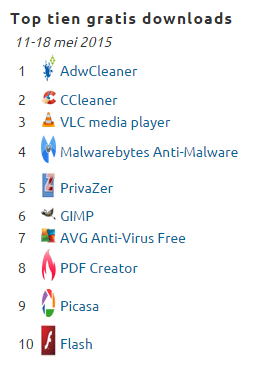 Top tien gratis downloads
11-18 mei 2015
1 AdwCleaner
2 CCleaner
3 VLC media player
4 Malwarebytes Anti-Malware
5 PrivaZer
6 GIMP
7 AVG Anti-Virus Free
8 PDF Creator
9 Picasa
10 Flash